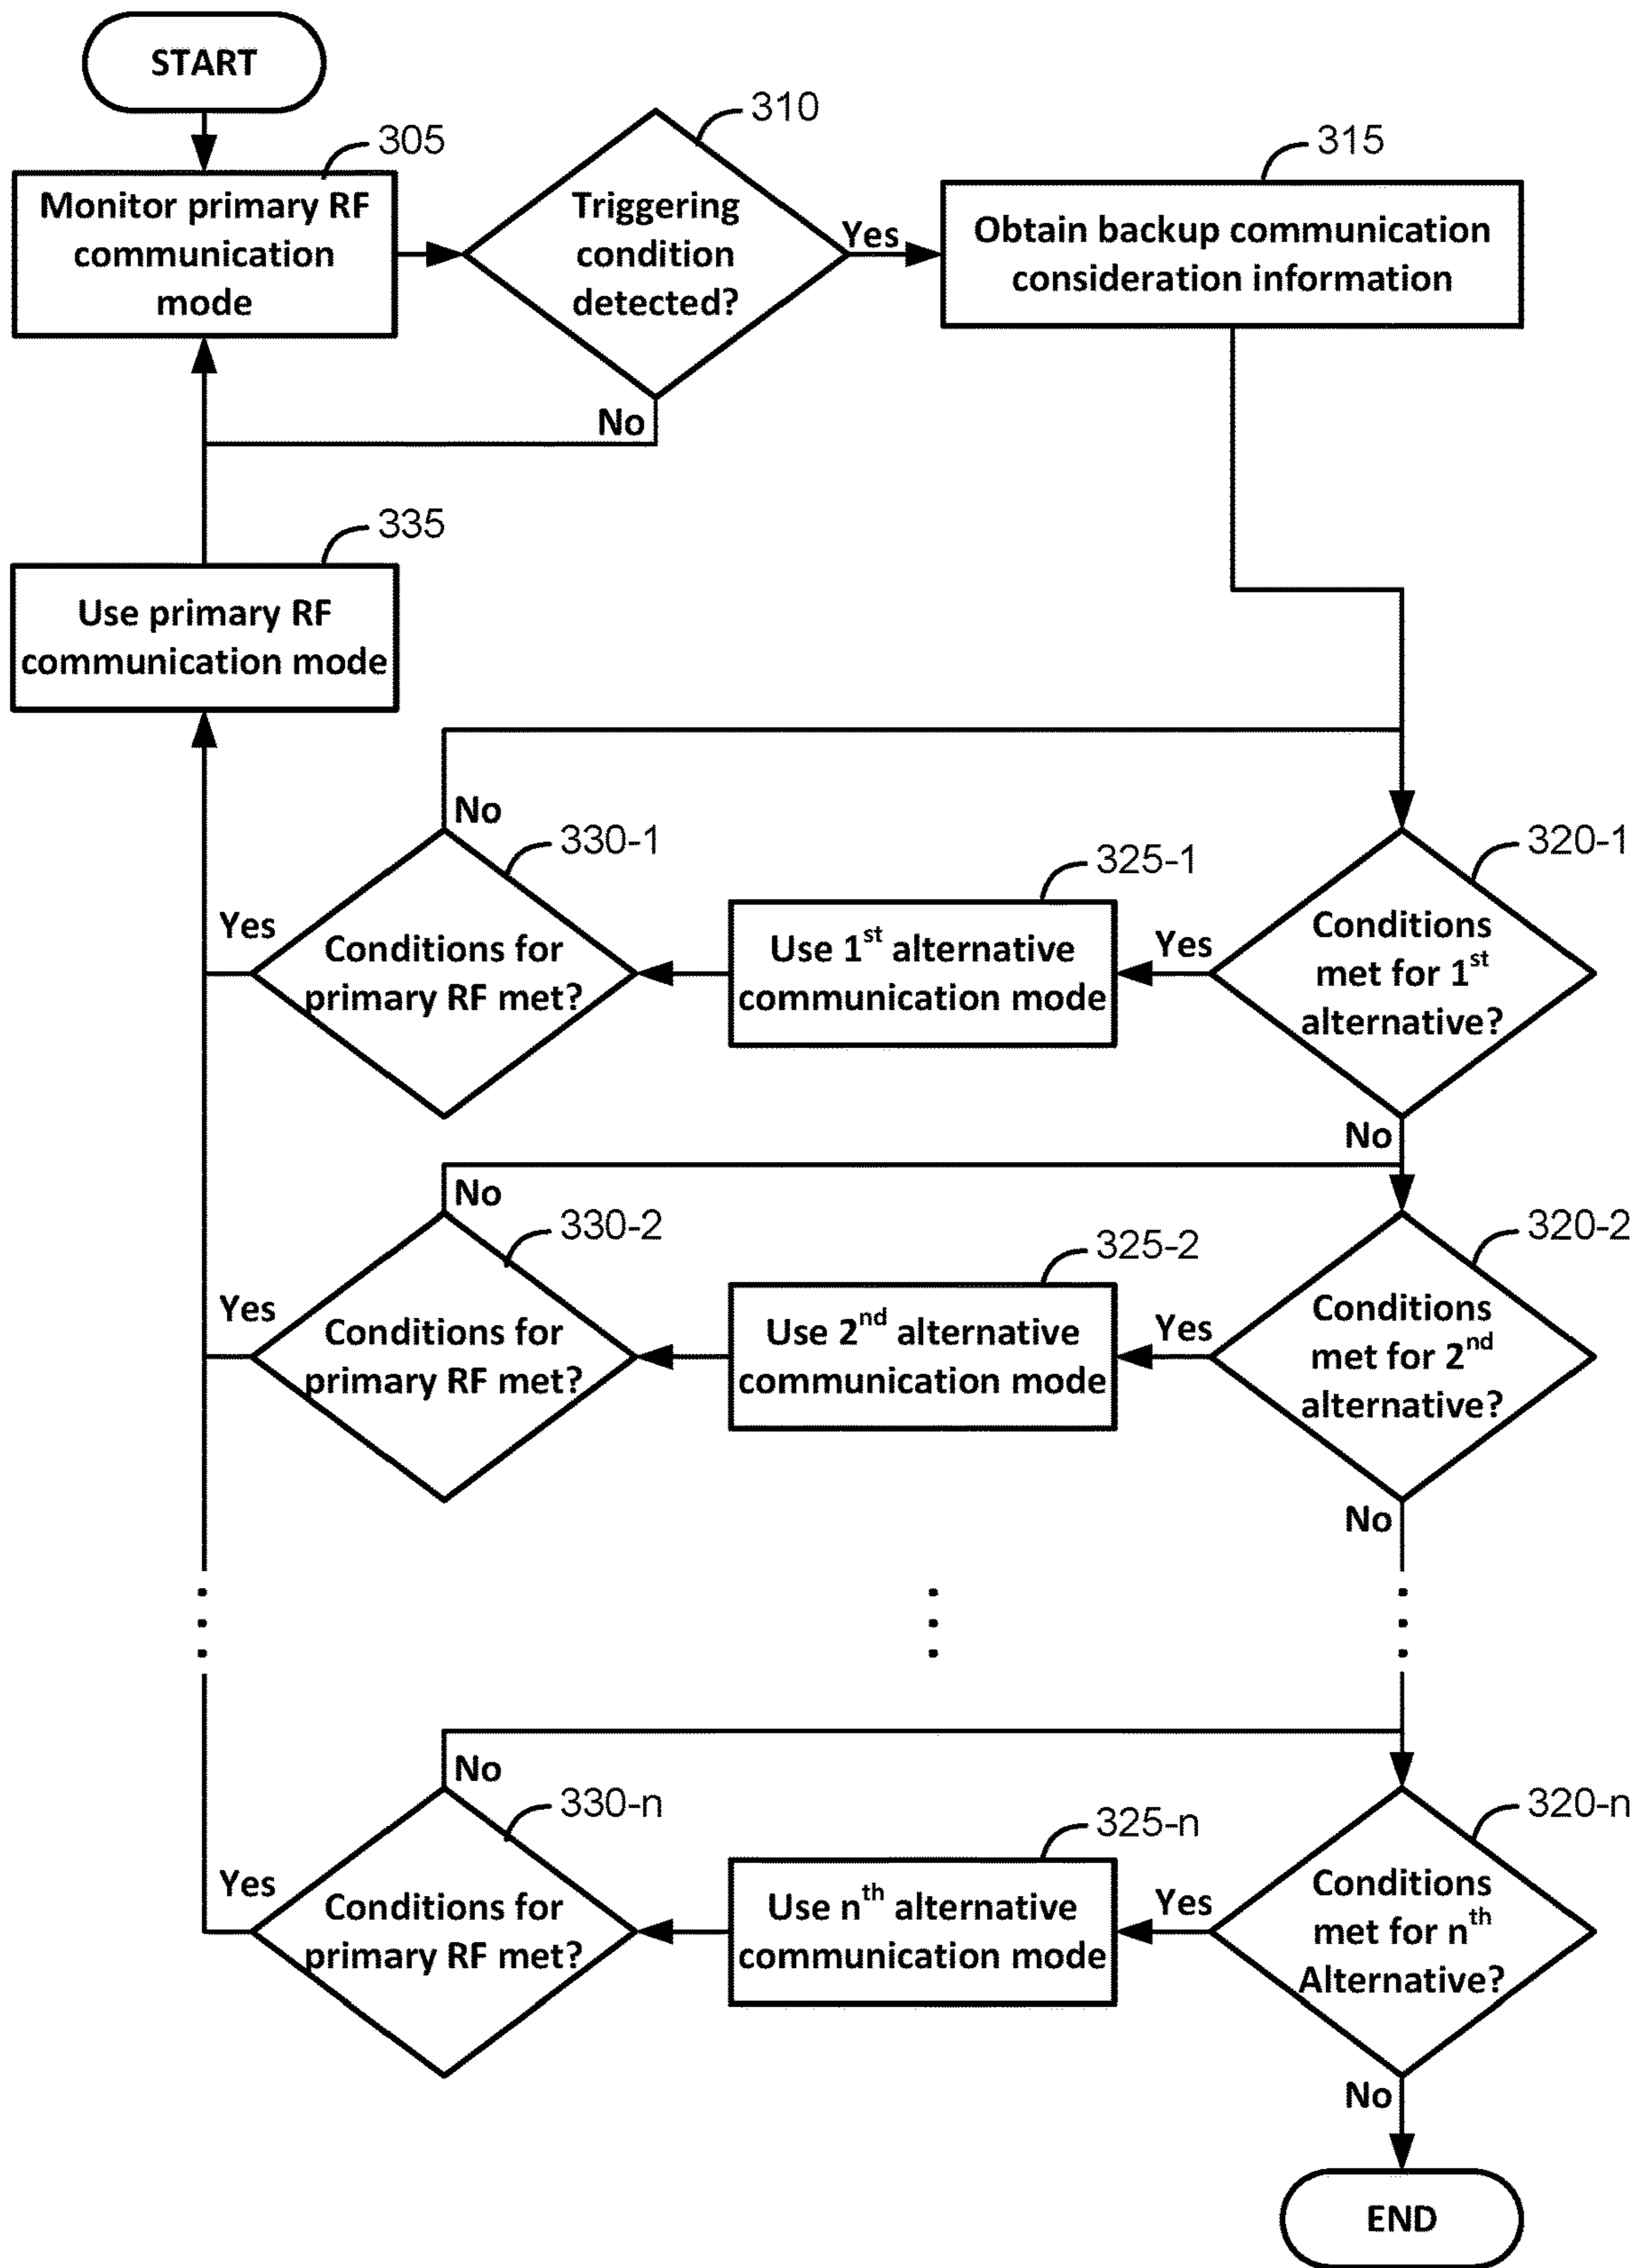 START
305
Monitor primary RF
communication
mode
310
Triggering
condition
detected?
Yes
No
315
Obtain backup communication
consideration information
335
Use primary RF
communication mode
No
330-1
Yes
Conditions for
primary RF met?
325-1
Use 1st alternative
communication mode
Yes
320-1
Conditions
met for 1st
alternative?
No
No
330-2
Yes
Conditions for
primary RF met?
325-2
Use 2nd alternative
communication mode
Yes
320-2
Conditions
met for 2nd
alternative?
No
No
330-n
Yes
Conditions for
primary RF met?
325-n
Use nth alternative
communication mode
Yes
320-n
Conditions
met for nth
Alternative?
No
END